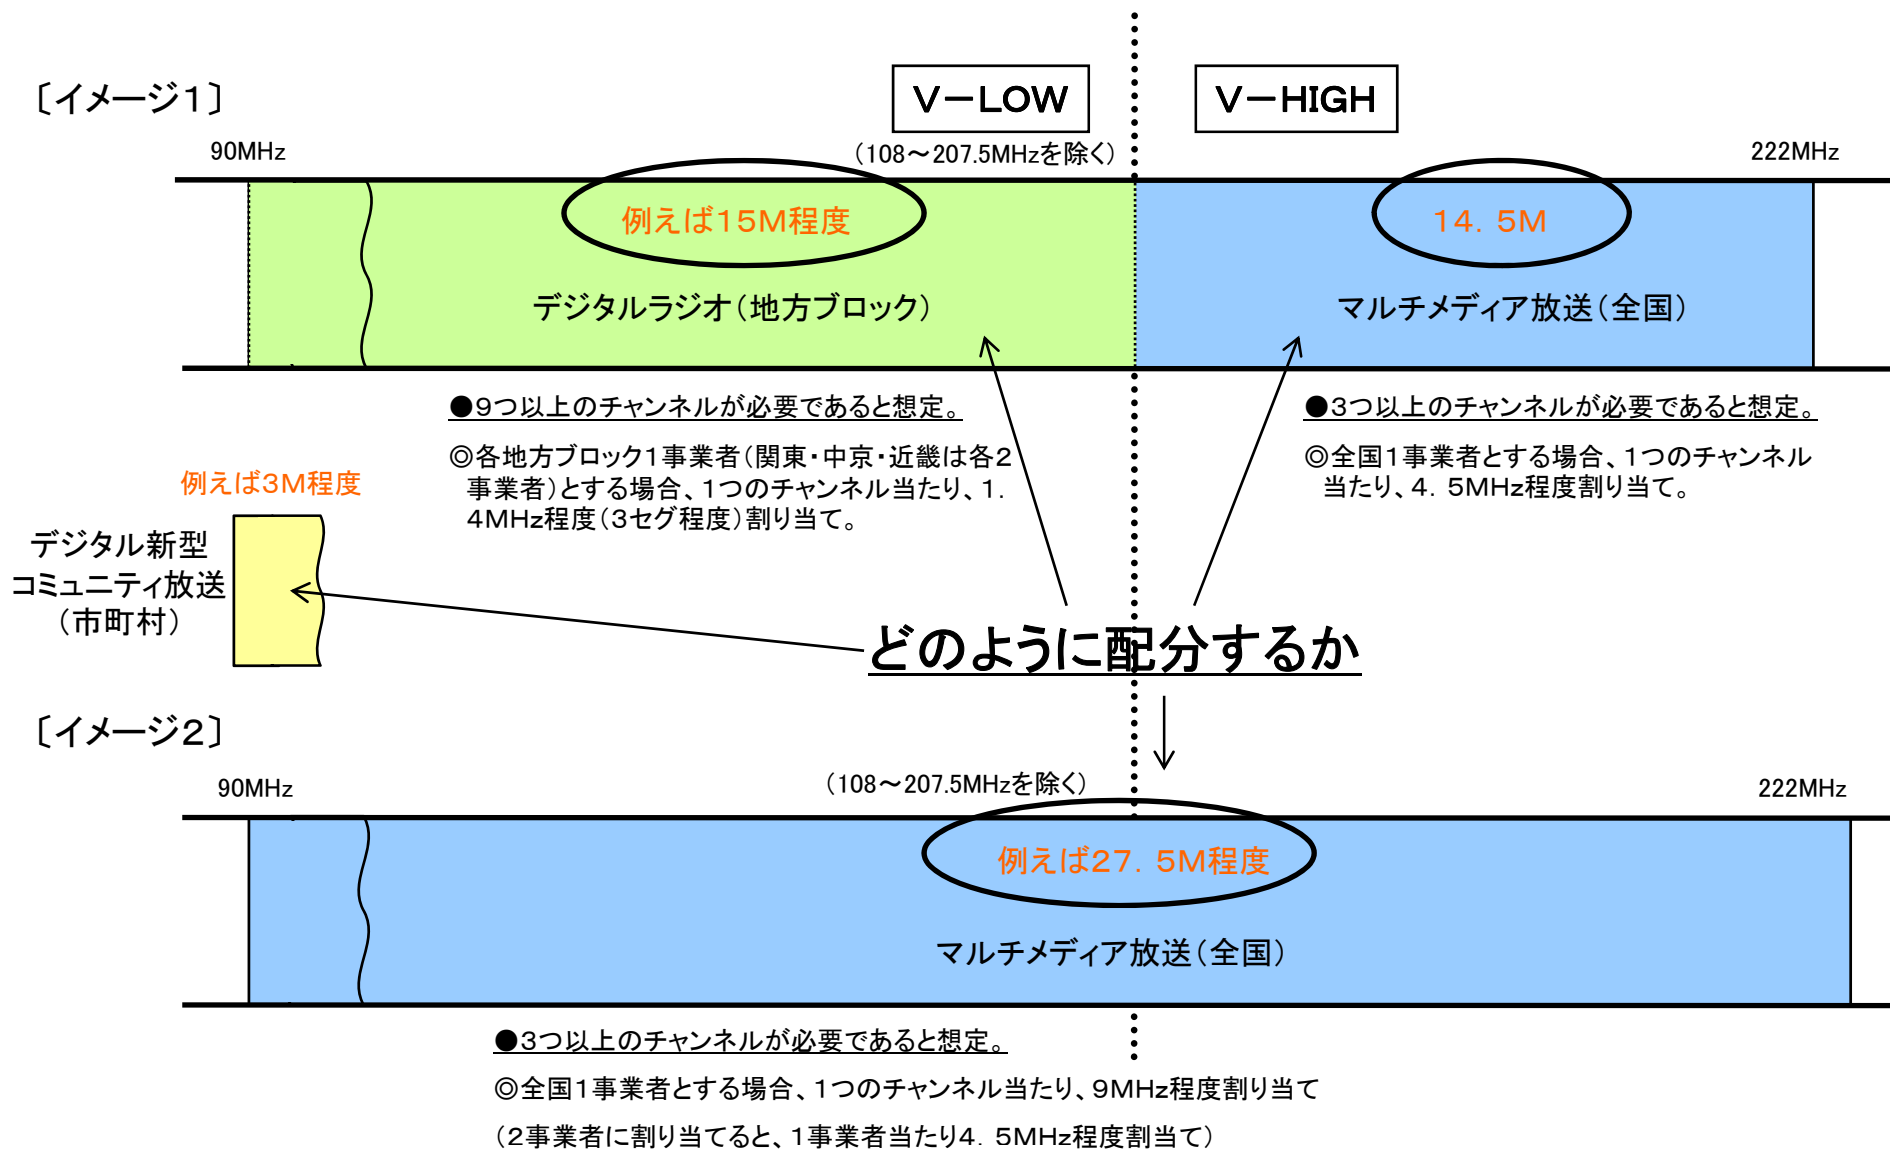 〔イメージ1〕
V－LOW
V－HIGH
90MHz
（108～207.5MHzを除く）
222MHz
例えば15M程度
14．5M
デジタルラジオ（地方ブロック）
マルチメディア放送（全国）
●9つ以上のチャンネルが必要であると想定。
◎各地方ブロック1事業者（関東・中京・近畿は各2
事業者）とする場合、1つのチャンネル当たり、1．
4MHz程度（3セグ程度）割り当て。
●3つ以上のチャンネルが必要であると想定。
◎全国1事業者とする場合、1つのチャンネル
当たり、4．5MHz程度割り当て。
例えば3M程度
デジタル新型
コミュニティ放送
（市町村）
どのように配分するか
〔イメージ2〕
90MHz
（108～207.5MHzを除く）
222MHz
例えば27．5M程度
マルチメディア放送（全国）
●3つ以上のチャンネルが必要であると想定。
◎全国1事業者とする場合、1つのチャンネル当たり、9MHz程度割り当て
（2事業者に割り当てると、1事業者当たり4．5MHz程度割当て）